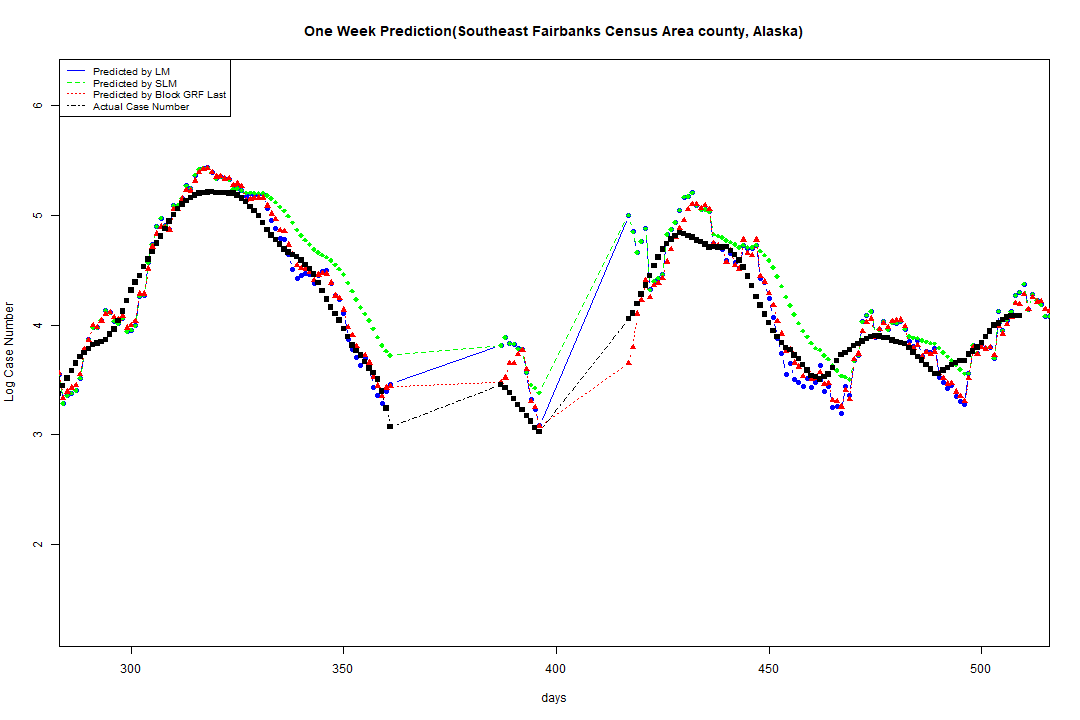 One Week Prediction(Southeast Fairbanks Census Area county, Alaska)
Predicted by LM
Predicted by SLM
Predicted by Block GRF Last
Actual Case Number
6
5
4
3
2
Log Case Number
300 350 400 450 500
days